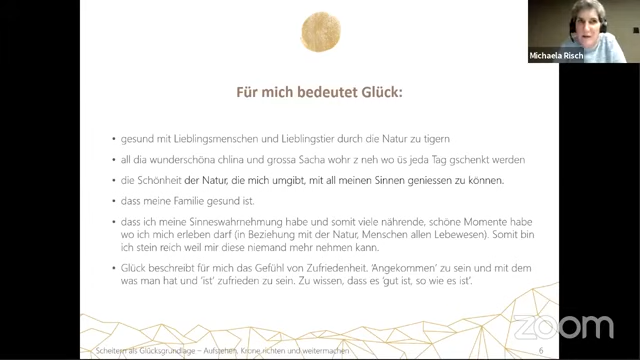 Michaela Risch
Für mich bedeutet Glück:
• gesund mit Lieblingsmenschen und Lieblingstier durch die Natur zu tigern
• all dia wunderschöna chlina und grossa Sacha wohr z neh wo üs jeda Tag gschenkt werden
• die Schönheit der Natur, die mich umgibt, mit all meinen Sinnen geniessen zu können.
• dass meine Familie gesund ist.
• dass ich meine Sinneswahrnehmung habe und somit viele nährende, schöne Momente habe
wo ich mich erleben darf (in Beziehung mit der Natur, Menschen allen Lebewesen). Somit bin
ich stein reich weil mir diese niemand mehr nehmen kann.
• Glück beschreibt für mich das Gefühl von Zufriedenheit. ‘Angekommen’ zu sein und mit dem
was man hat und ‘ist’ zufrieden zu sein. Zu wissen, dass es ‘gut ist, so wie es ist’.
Scheitern als Glücksgrundlage – Aufstehen, Krone richten und weitermachen
6
zoom